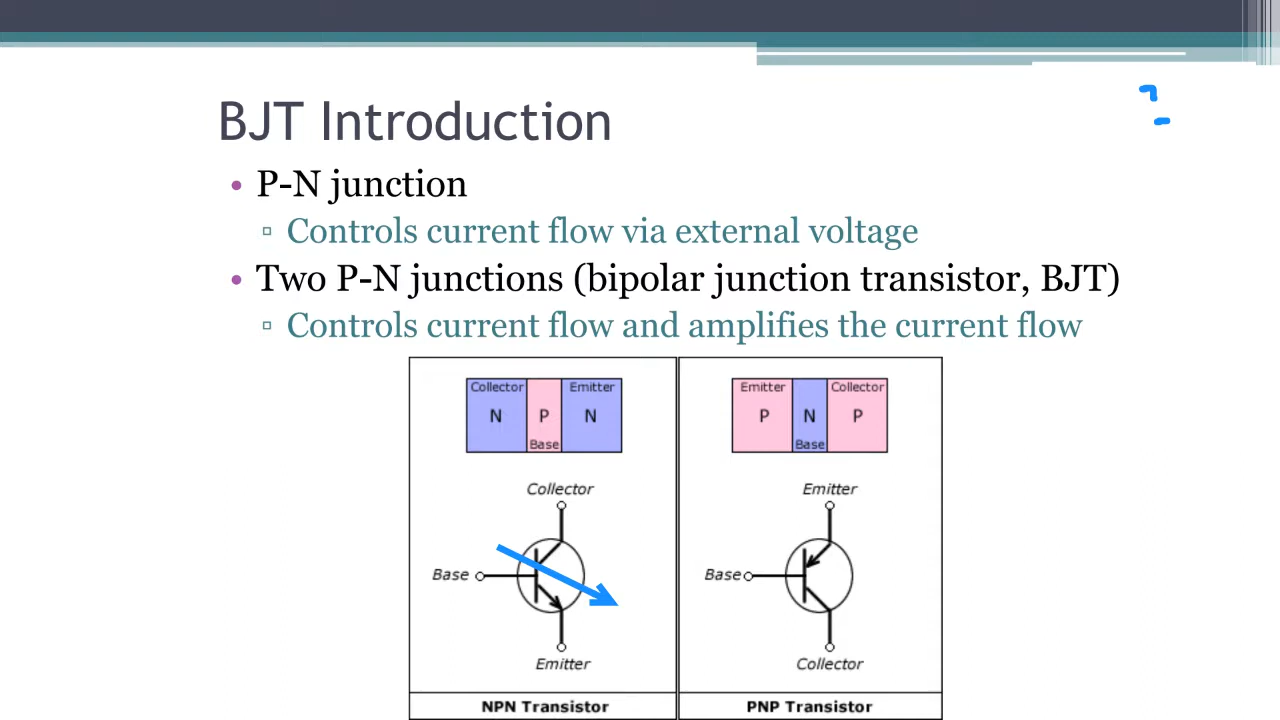 BJT Introduction
• P-N junction
▫ Controls current flow via external voltage
• Two P-N junctions (bipolar junction transistor, BJT)
▫ Controls current flow and amplifies the current flow
Collector Emitter
N P N
Base
Collector
Base
Emitter
NPN Transistor
Emitter Collector
P N P
Base
Emitter
Base
Collector
PNP Transistor